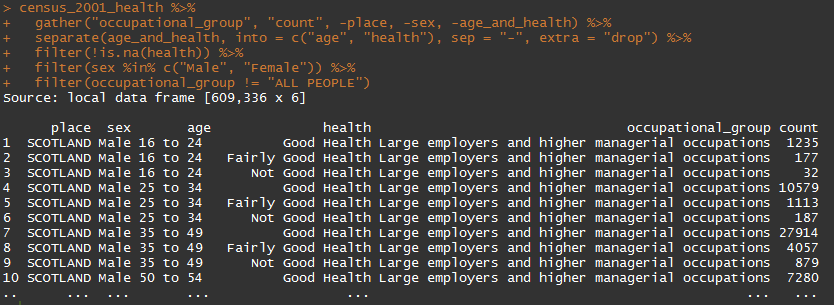 > census_2001_health %>%
+   gather("occupational_group", "count", -place, -sex, -age_and_health) %>%
+   separate(age_and_health, into = c("age", "health"), sep = "-", extra = "drop") %>%
+   filter(!is.na(health)) %>%
+   filter(sex %in% c("Male", "Female")) %>%
+   filter(occupational_group != "ALL PEOPLE")
Source: local data frame [609,336 x 6]
place sex age health occupational_group count
1 SCOTLAND Male 16 to 24 Good Health Large employers and higher managerial occupations 1235
2 SCOTLAND Male 16 to 24 Fairly Good Health Large employers and higher managerial occupations 177
3 SCOTLAND Male 16 to 24 Not Good Health Large employers and higher managerial occupations 32
4 SCOTLAND Male 25 to 34 Good Health Large employers and higher managerial occupations 10579
5 SCOTLAND Male 25 to 34 Fairly Good Health Large employers and higher managerial occupations 1113
6 SCOTLAND Male 25 to 34 Not Good Health Large employers and higher managerial occupations 187
7 SCOTLAND Male 35 to 49 Good Health Large employers and higher managerial occupations 27914
8 SCOTLAND Male 35 to 49 Fairly Good Health Large employers and higher managerial occupations 4057
9 SCOTLAND Male 35 to 49 Not Good Health Large employers and higher managerial occupations 879
10 SCOTLAND Male 50 to 54 Good Health Large employers and higher managerial occupations 7280
.. ... ... ... ... ... ...